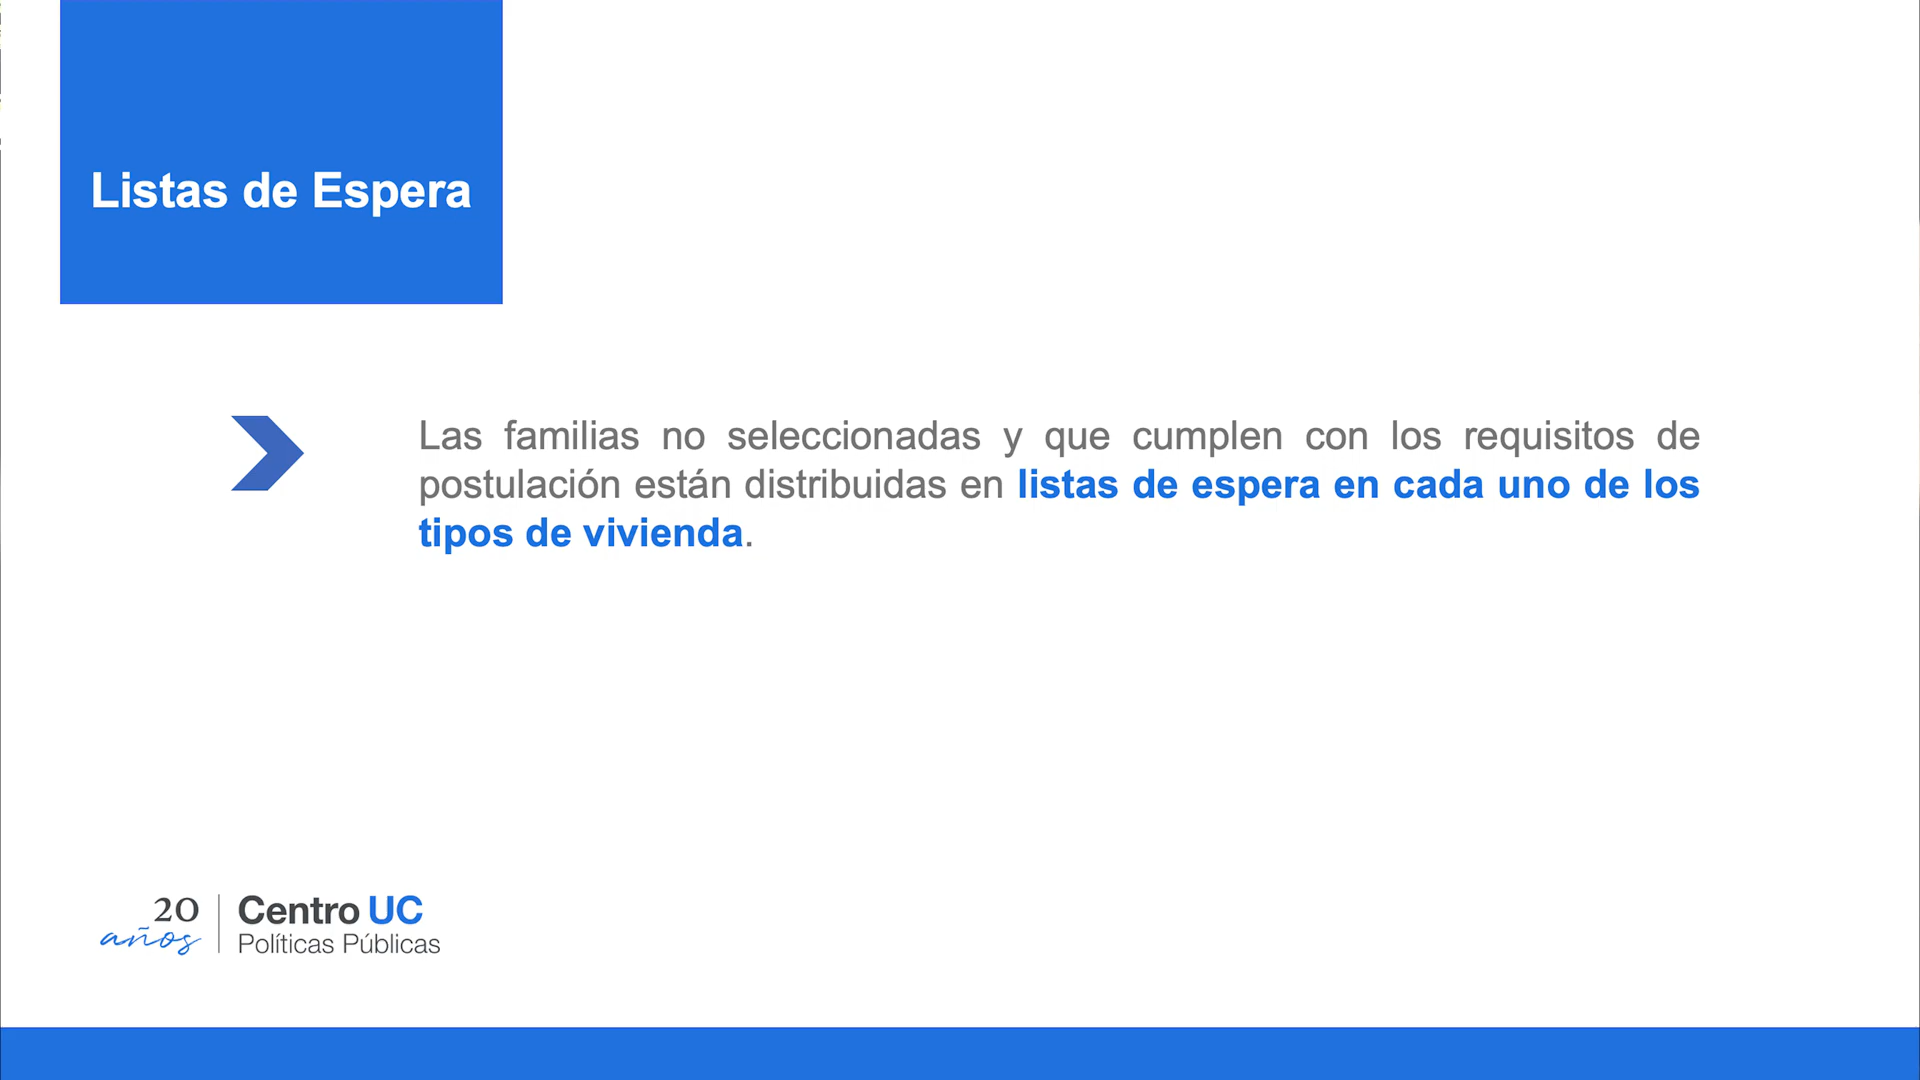 Listas de Espera
Las familias no seleccionadas y que cumplen con los requisitos de
postulación están distribuidas en listas de espera en cada uno de los
tipos de vivienda.
20
años
Centro UC
Políticas Públicas